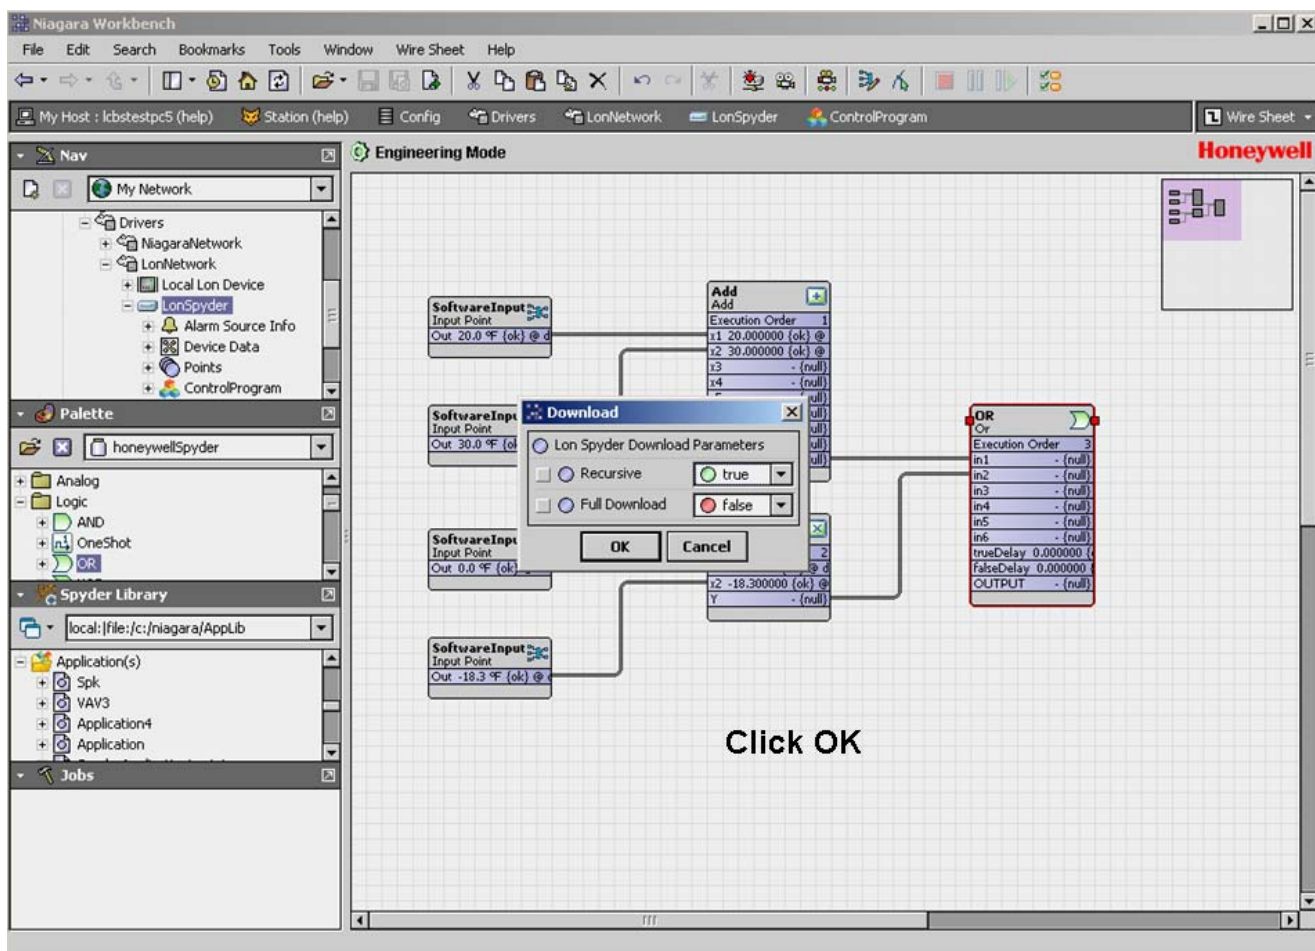 Niagara Workbench
File Edit Search Bookmarks Tools Window Wire Sheet Help
My Host : lcbstestpc5 (help) Station (help) Config Drivers LonNetwork LonSpyder ControlProgram Wire Sheet
Nav
My Network
Drivers
NiagaraNetwork
LonNetwork
Local Lon Device
LonSpyder
Alarm Source Info
Device Data
Points
ControlProgram
Palette
honeywellSpyder
Analog
Logic
AND
OneShot
OR
Spyder Library
local:|file:/c:/niagara/AppLib
Application(s)
Spk
VAV3
Application4
Application
Jobs
Engineering Mode
Honeywell
SoftwareInput
Input Point
Out 20.0 °F {ok} @ d
SoftwareInpu
Input Point
Out 30.0 °F {ok
SoftwareInpu
Input Point
Out 0.0 °F {ok}
SoftwareInput
Input Point
Out -18.3 °F {ok} @
Add
Add
Execution Order 1
x1 20.000000 {ok} @
x2 30.000000 {ok} @
x3 - {null}
x4 - {null}
ull}
ull}
ull}
ull}
Download
Lon Spyder Download Parameters
Recursive true
Full Download false
OK Cancel
2
@ d
x2 -18.300000 {ok} @
Y - {null}
OR
Or
Execution Order 3
in1 - {null}
in2 - {null}
in3 - {null}
in4 - {null}
in5 - {null}
in6 - {null}
trueDelay 0.000000 {
falseDelay 0.000000 {
OUTPUT - {null}
Click OK